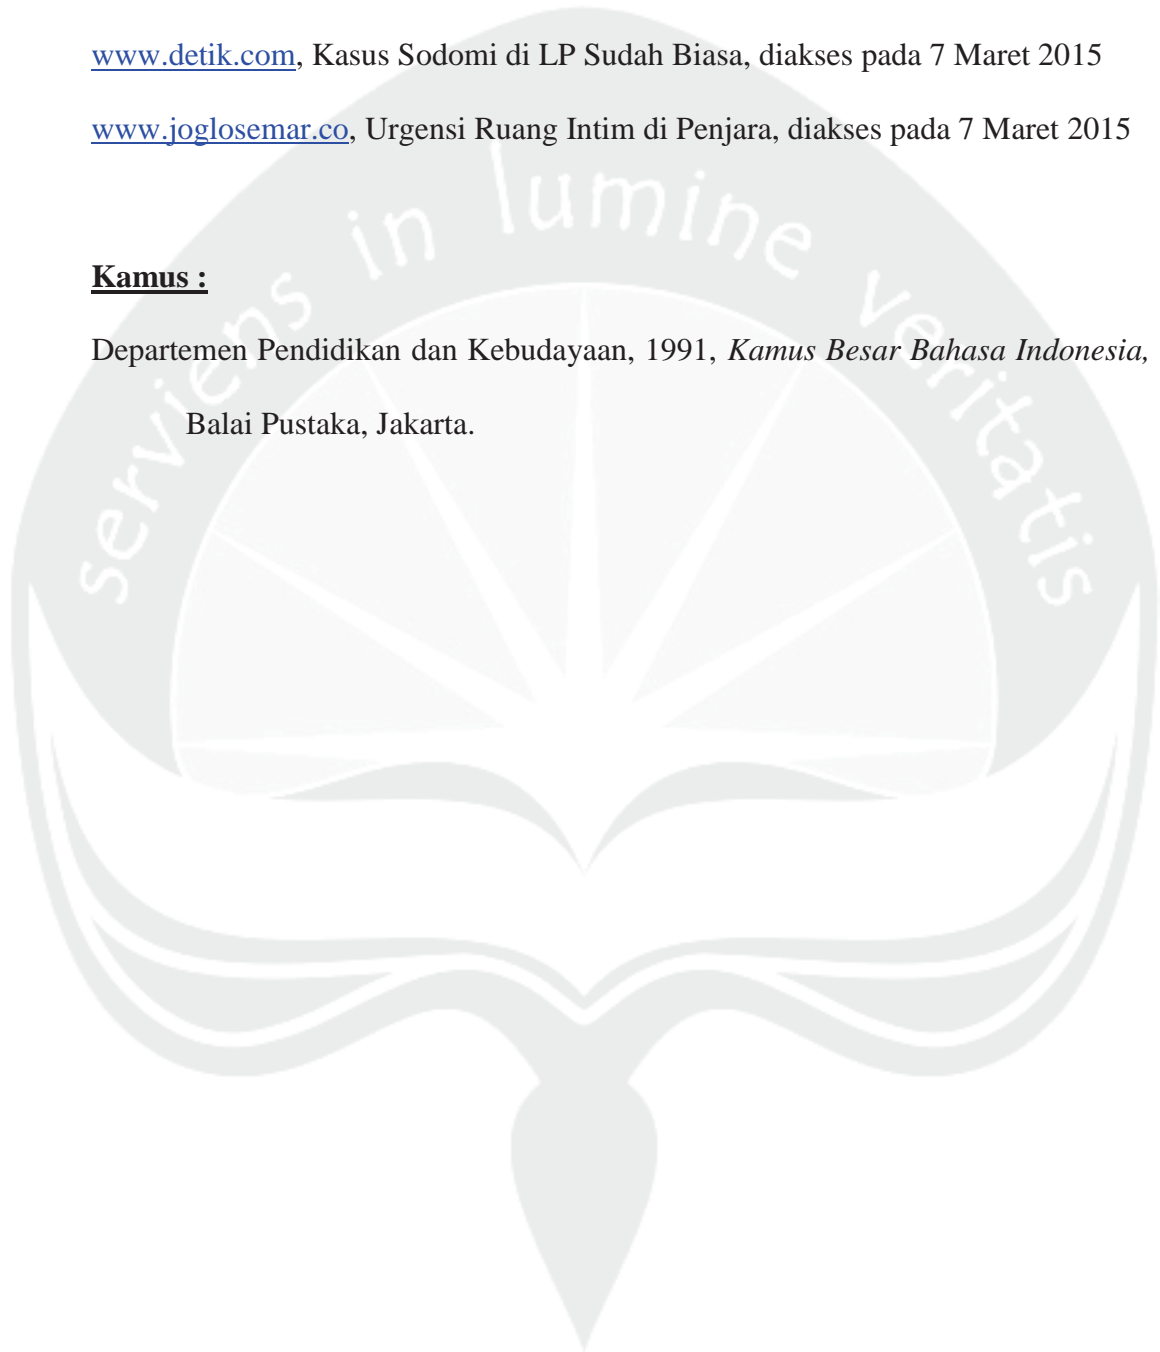 www.detik.com, Kasus Sodomi di LP Sudah Biasa, diakses pada 7 Maret 2015
www.joglosemar.co, Urgensi Ruang Intim di Penjara, diakses pada 7 Maret 2015
serviens in lumine veritatis
Kamus :
Departemen Pendidikan dan Kebudayaan, 1991, Kamus Besar Bahasa Indonesia,
Balai Pustaka, Jakarta.